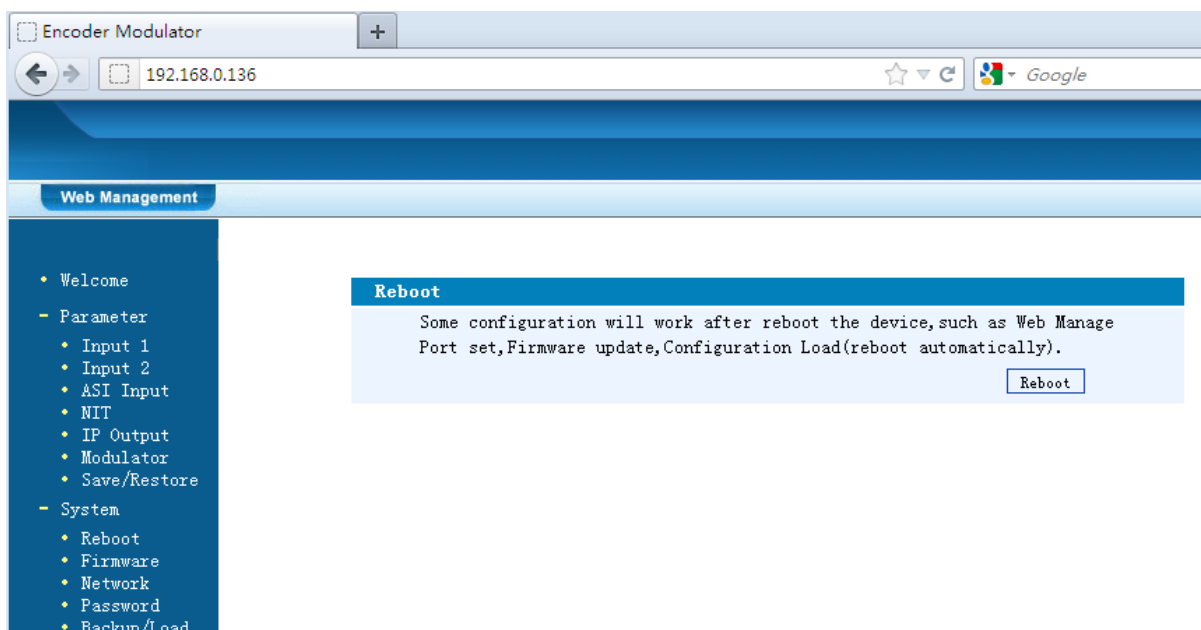 Encoder Modulator
192.168.0.136
Google
Web Management
• Welcome
- Parameter
• Input 1
• Input 2
• ASI Input
• NIT
• IP Output
• Modulator
• Save/Restore
- System
• Reboot
• Firmware
• Network
• Password
• Backup/Load
Reboot
Some configuration will work after reboot the device,such as Web Manage
Port set,Firmware update,Configuration Load(reboot automatically).
Reboot